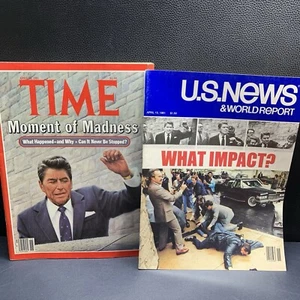 TIME
Moment of Madness
What Happened—and Why—Can It Never Be Stopped?
U.S.NEWS
& WORLD REPORT
WHAT IMPACT?